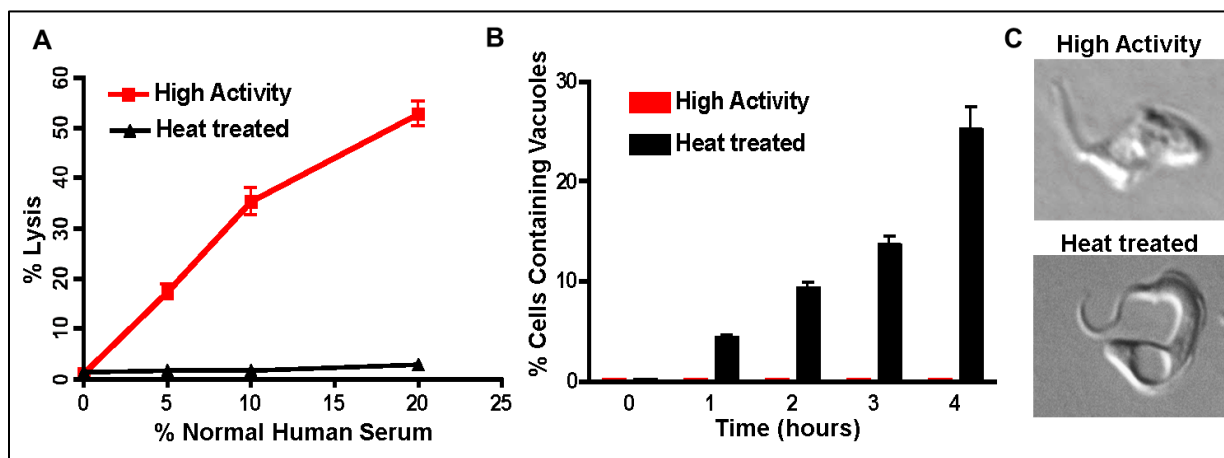 A
High Activity
Heat treated
% Lysis
60
50
40
30
20
10
0
0 5 10 15 20 25
% Normal Human Serum
B
High Activity
Heat treated
% Cells Containing Vacuoles
30
20
10
0
0 1 2 3 4
Time (hours)
C
High Activity
Heat treated